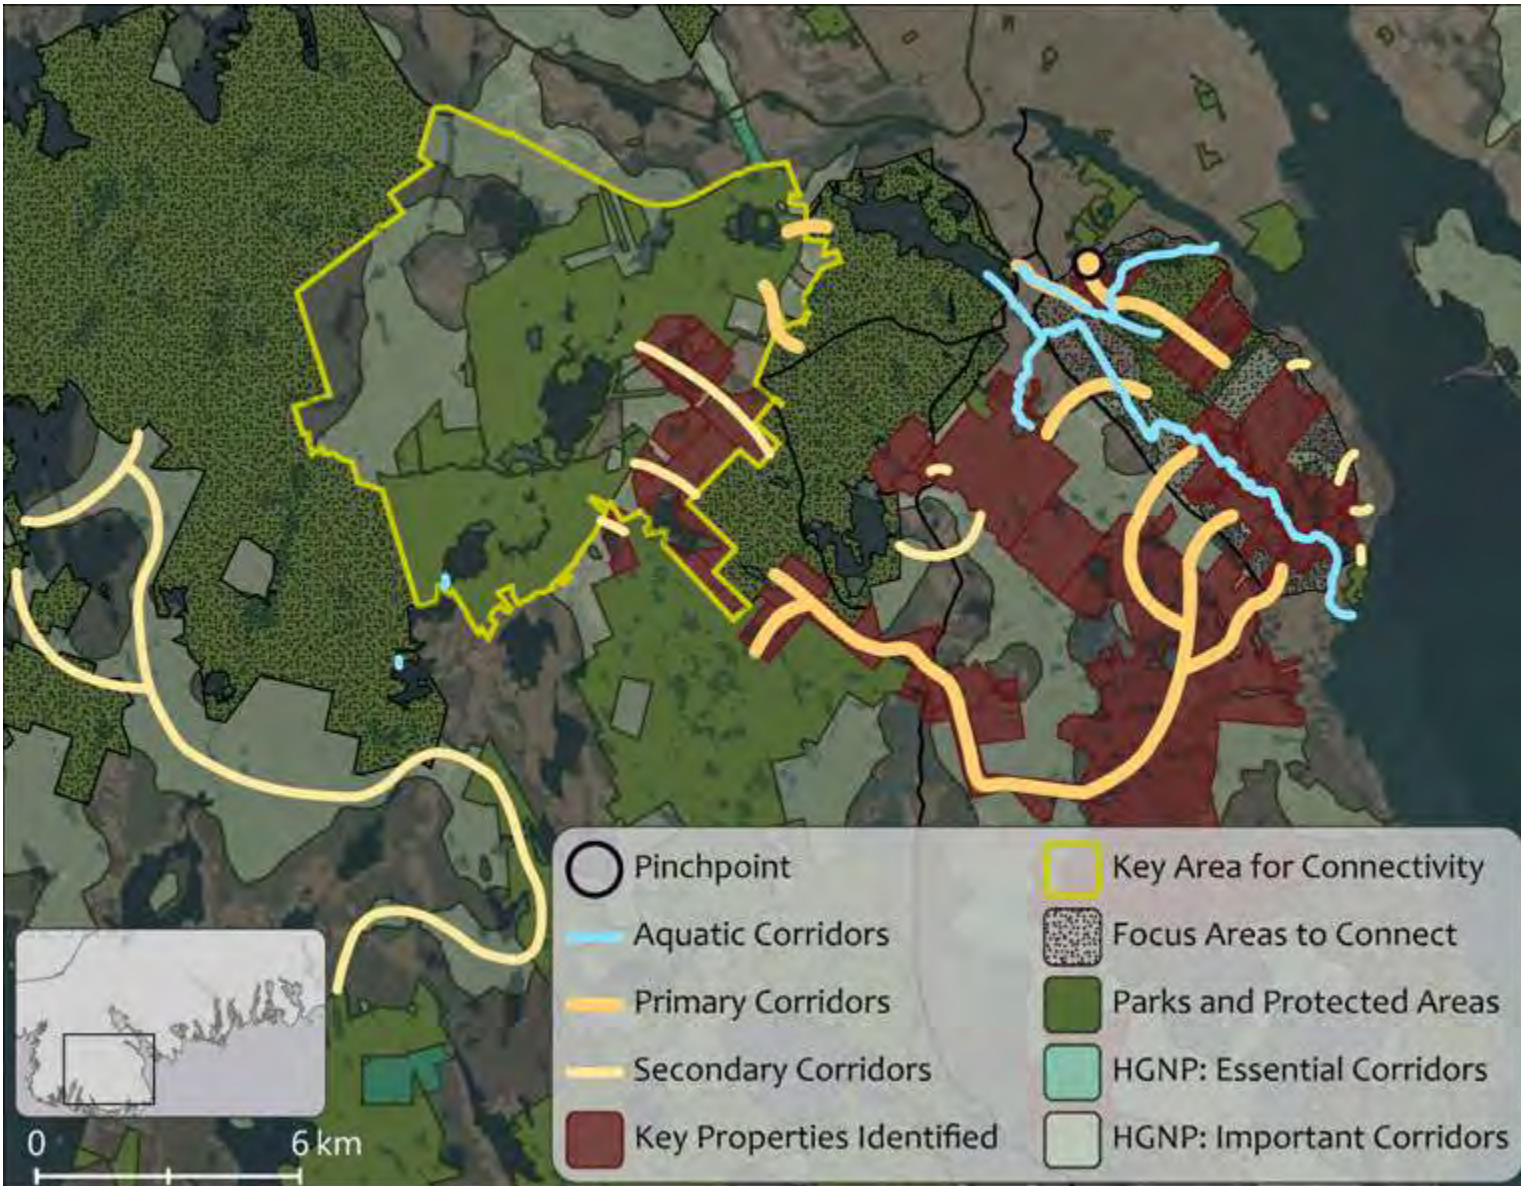 Pinchpoint
Aquatic Corridors
Primary Corridors
Secondary Corridors
Key Properties Identified
Key Area for Connectivity
Focus Areas to Connect
Parks and Protected Areas
HGNP: Essential Corridors
HGNP: Important Corridors
0 6 km